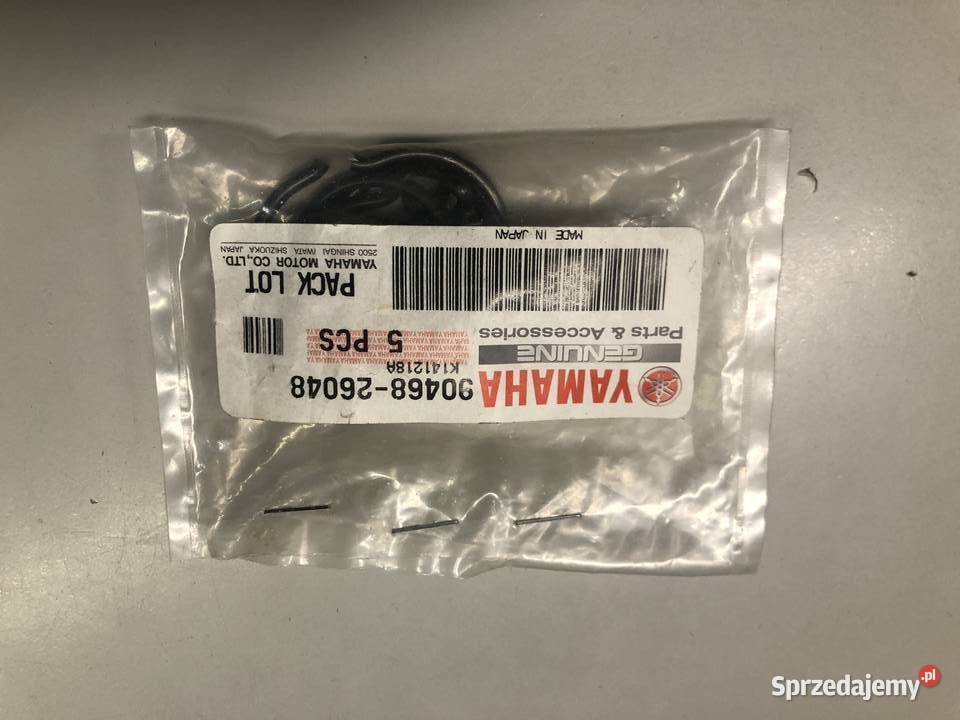 YAMAHA 90468-26048
GENUINE K141218A
Parts & Accessories 5 PCS
PACK LOT
YAMAHA MOTOR CO.,LTD.
2500 SHINGAI IWATA SHIZUOKA JAPAN
MADE IN JAPAN
Sprzedajemy.pl